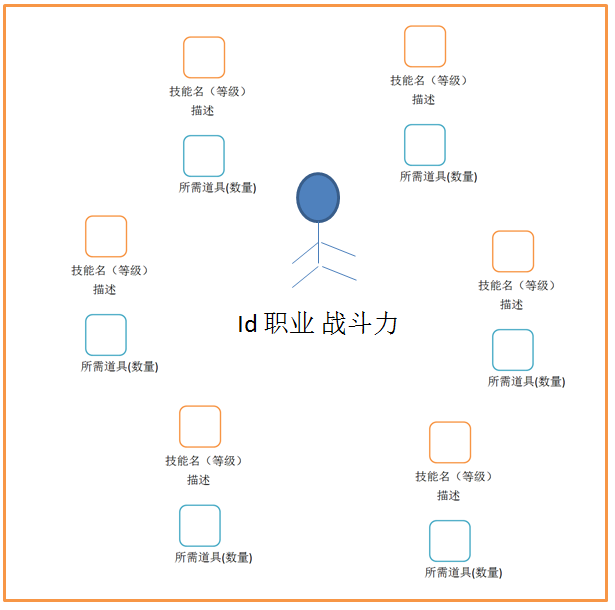 技能名（等级）
描述
所需道具(数量)
技能名（等级）
描述
所需道具(数量)
技能名（等级）
描述
所需道具(数量)
技能名（等级）
描述
所需道具(数量)
Id 职业 战斗力
技能名（等级）
描述
所需道具(数量)
技能名（等级）
描述
所需道具(数量)